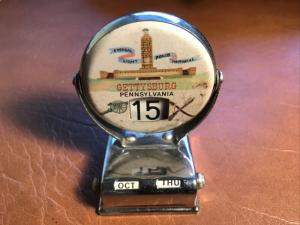 ETERNAL PEACE
LIGHT MEMORIAL
GETTYSBURG
PENNSYLVANIA
15
OCT THU